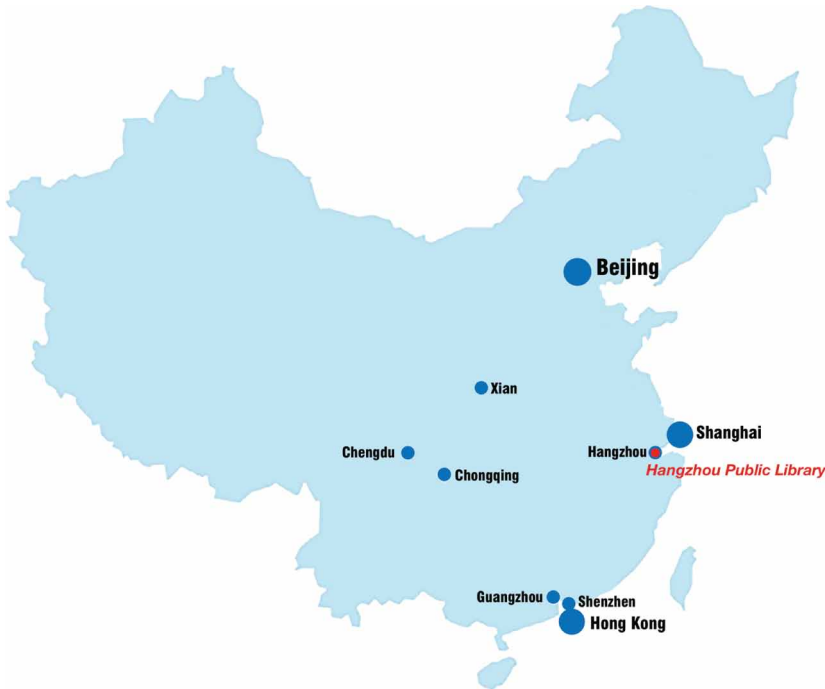 Beijing
Xian
Shanghai
Chengdu
Hangzhou
Hangzhou Public Library
Chongqing
Guangzhou
Shenzhen
Hong Kong